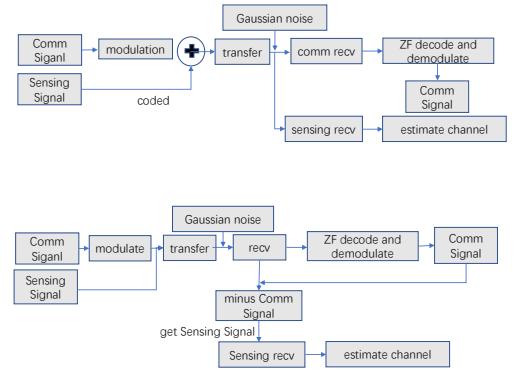 Gaussian noise
Comm
Siganl
modulation
transfer
comm recv
ZF decode and
demodulate
Sensing
Signal
coded
Comm
Signal
sensing recv
estimate channel
Gaussian noise
Comm
Siganl
modulate
transfer
recv
ZF decode and
demodulate
Comm
Signal
Sensing
Signal
minus Comm
Signal
get Sensing Signal
Sensing recv
estimate channel